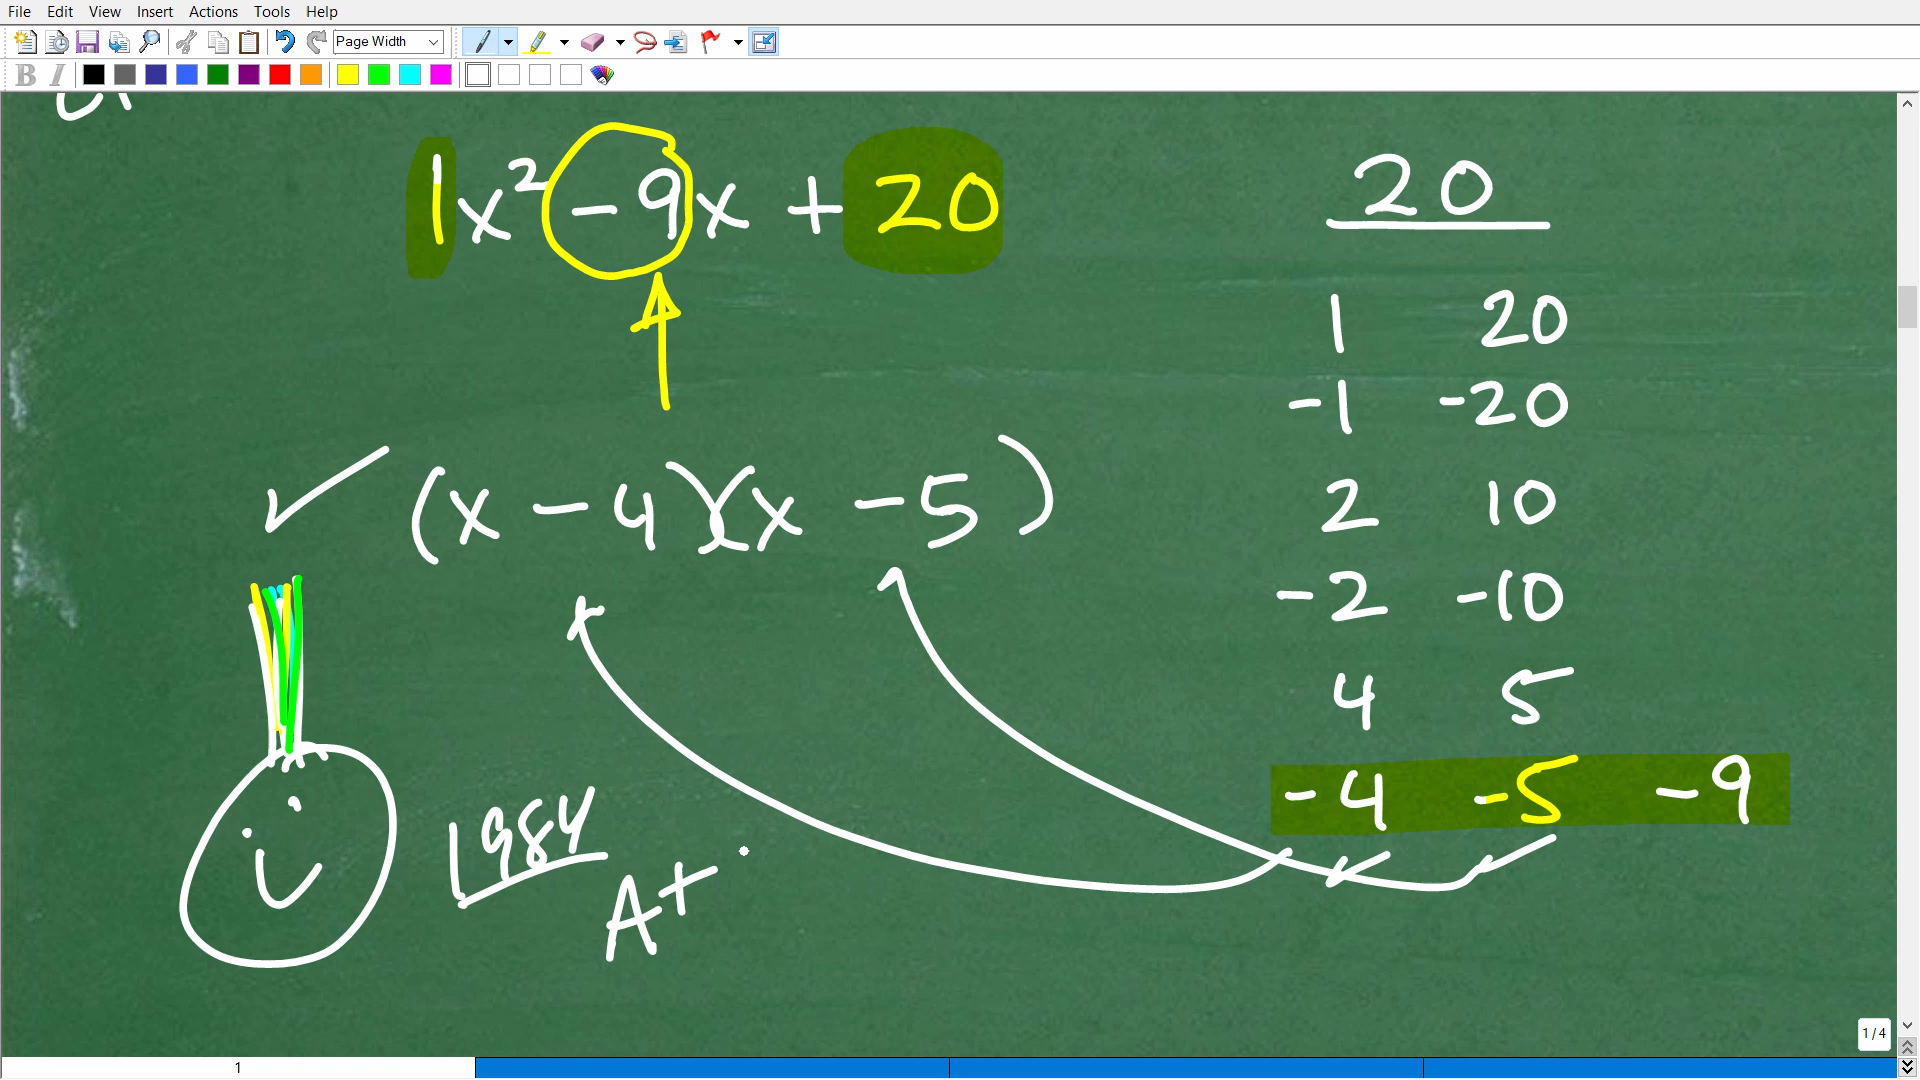 File Edit View Insert Actions Tools Help
Page Width
B I
1x² - 9x + 20
20
1 20
-1 -20
(x - 4)(x - 5)
2 10
-2 -10
4 5
-4 -5 -9
1984
A+
1 / 4
1